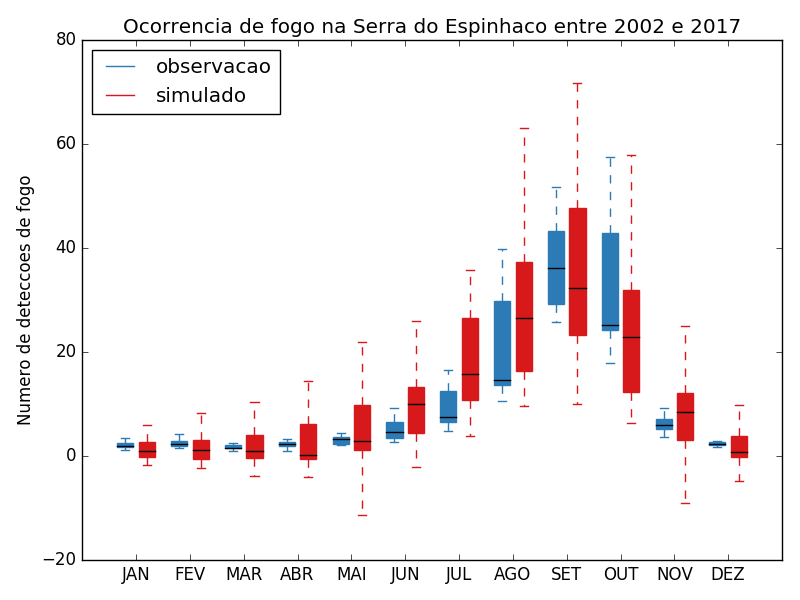 Ocorrencia de fogo na Serra do Espinhaco entre 2002 e 2017
observacao
simulado
Numero de deteccoes de fogo
80
60
40
20
0
−20
JAN FEV MAR ABR MAI JUN JUL AGO SET OUT NOV DEZ